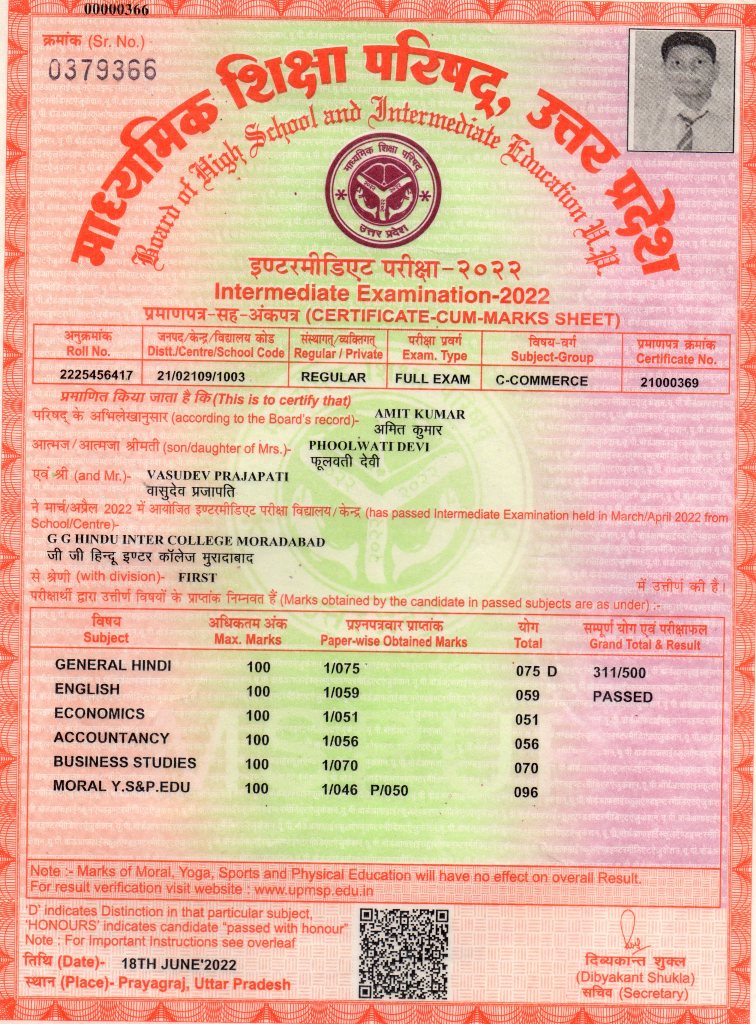 00000366
क्रमांक (Sr. No.)
0379366
माध्यमिक शिक्षा परिषद्, उत्तर प्रदेश
Board of High School and Intermediate Education U.P.
माध्यमिक शिक्षा परिषद्
उत्तर प्रदेश
इण्टरमीडिएट परीक्षा-२०२२
Intermediate Examination-2022
प्रमाणपत्र-सह-अंकपत्र (CERTIFICATE-CUM-MARKS SHEET)
अनुक्रमांक जनपद/केन्द्र/विद्यालय कोड संस्थागत/व्यक्तिगत परीक्षा प्रवर्ग विषय-वर्ग प्रमाणपत्र क्रमांक
Roll No. Distt./Centre/School Code Regular / Private Exam. Type Subject-Group Certificate No.
2225456417 21/02109/1003 REGULAR FULL EXAM C-COMMERCE 21000369
प्रमाणित किया जाता है कि(This is to certify that)
परिषद् के अभिलेखानुसार (according to the Board's record)- AMIT KUMAR
अमित कुमार
आत्मज/आत्मजा श्रीमती (son/daughter of Mrs.)- PHOOLWATI DEVI
फूलवती देवी
एवं श्री (and Mr.)- VASUDEV PRAJAPATI
वासुदेव प्रजापति
ने मार्च/अप्रैल 2022 में आयोजित इण्टरमीडिएट परीक्षा विद्यालय/केन्द्र (has passed Intermediate Examination held in March/April 2022 from
School/Centre)-
G G HINDU INTER COLLEGE MORADABAD
जी जी हिन्दू इण्टर कॉलेज मुरादाबाद
से श्रेणी (with division)- FIRST में उत्तीर्ण की है।
परीक्षार्थी द्वारा उत्तीर्ण विषयों के प्राप्तांक निम्नवत हैं (Marks obtained by the candidate in passed subjects are as under) :-
विषय अधिकतम अंक प्रश्नपत्रवार प्राप्तांक योग सम्पूर्ण योग एवं परीक्षाफल
Subject Max. Marks Paper-wise Obtained Marks Total Grand Total & Result
GENERAL HINDI 100 1/075 075 D 311/500
ENGLISH 100 1/059 059 PASSED
ECONOMICS 100 1/051 051
ACCOUNTANCY 100 1/056 056
BUSINESS STUDIES 100 1/070 070
MORAL Y.S&P.EDU 100 1/046 P/050 096
Note :- Marks of Moral, Yoga, Sports and Physical Education will have no effect on overall Result.
For result verification visit website : www.upmsp.edu.in
'D' indicates Distinction in that particular subject,
'HONOURS' indicates candidate "passed with honour"
Note : For Important Instructions see overleaf
तिथि (Date)- 18TH JUNE'2022
स्थान (Place)- Prayagraj, Uttar Pradesh
दिब्यकान्त शुक्ल
(Dibyakant Shukla)
सचिव (Secretary)